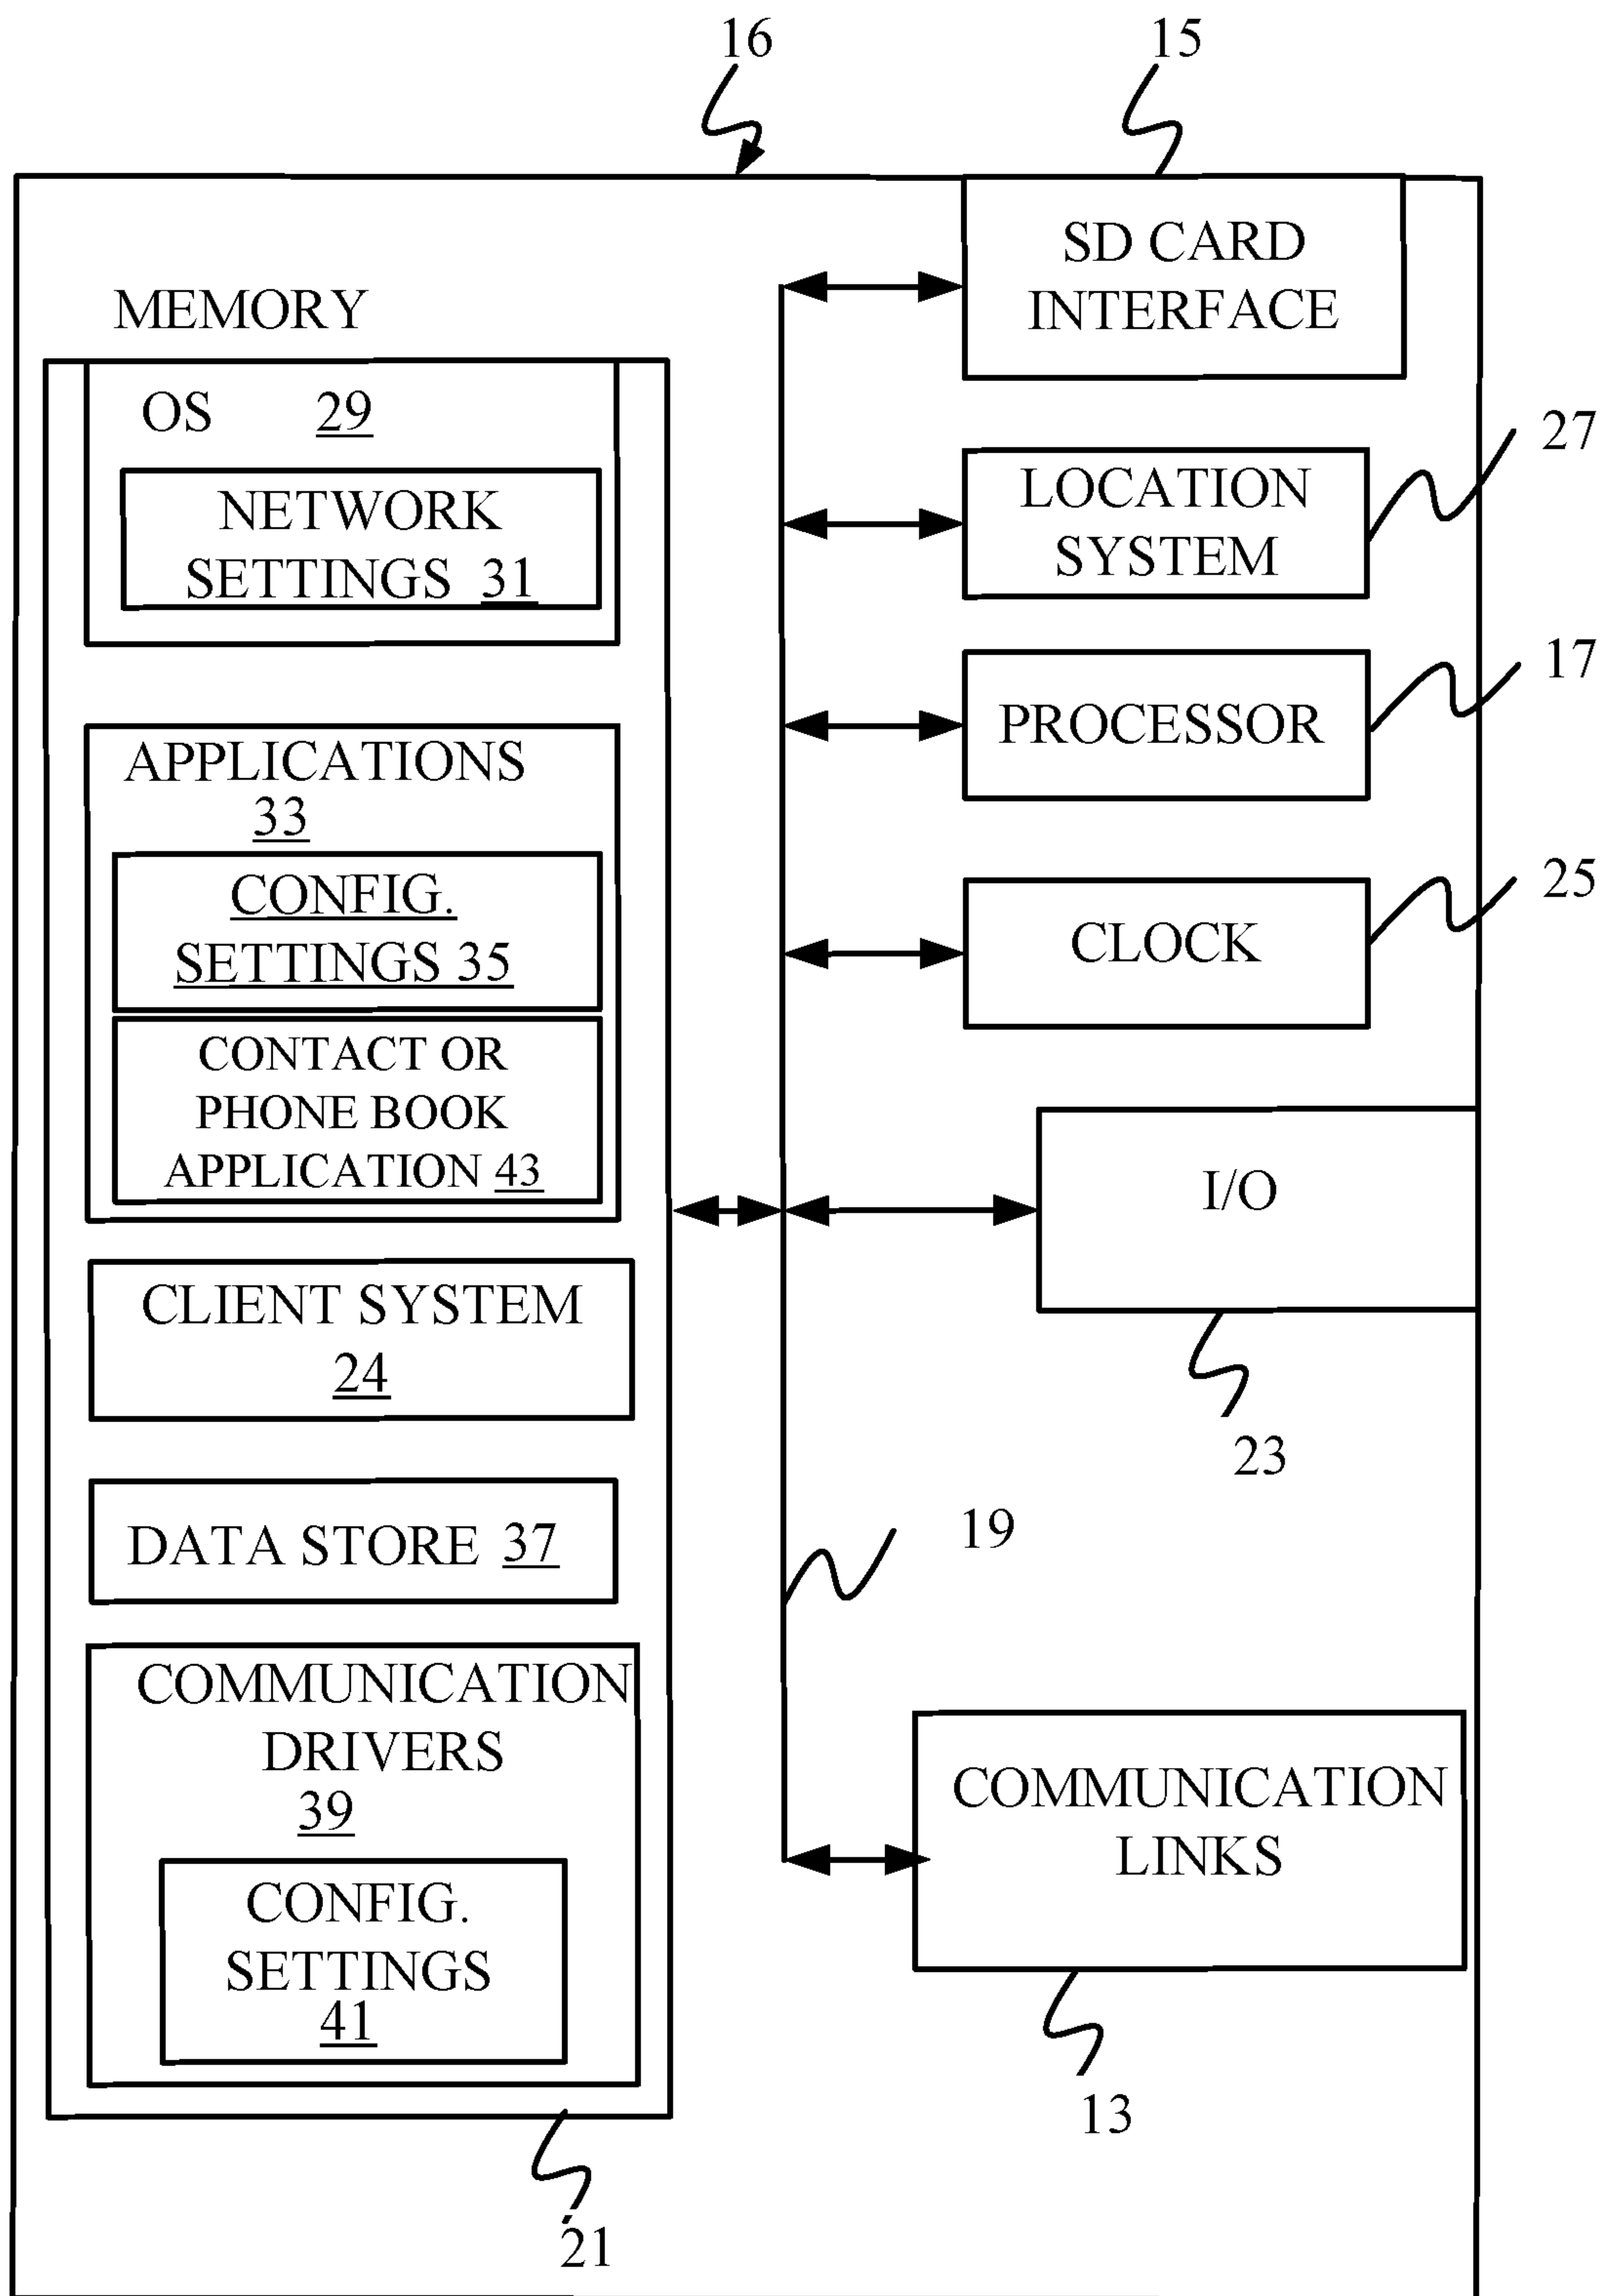 16
15
SD CARD
INTERFACE
MEMORY
OS 29
NETWORK
SETTINGS 31
27
LOCATION
SYSTEM
17
PROCESSOR
APPLICATIONS
33
CONFIG.
SETTINGS 35
25
CLOCK
CONTACT OR
PHONE BOOK
APPLICATION 43
I/O
23
CLIENT SYSTEM
24
DATA STORE 37
19
COMMUNICATION
DRIVERS
39
CONFIG.
SETTINGS
41
COMMUNICATION
LINKS
13
21